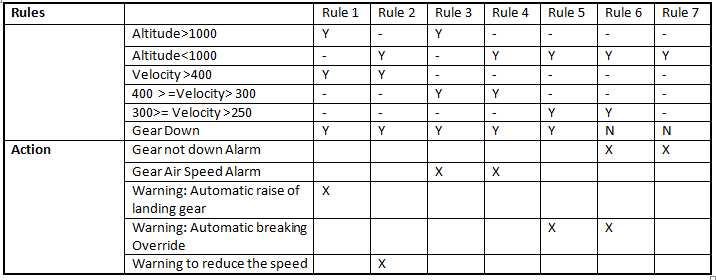 Rules Rule 1 Rule 2 Rule 3 Rule 4 Rule 5 Rule 6 Rule 7
Altitude>1000 Y - Y - - - -
Altitude<1000 - Y - Y Y Y Y
Velocity >400 Y Y - - - - -
400 > =Velocity> 300 - - Y Y - - -
300>= Velocity >250 - - - - Y Y -
Gear Down Y Y Y Y Y N N
Action Gear not down Alarm X X
Gear Air Speed Alarm X X
Warning: Automatic raise of X
landing gear
Warning: Automatic breaking X X
Override
Warning to reduce the speed X